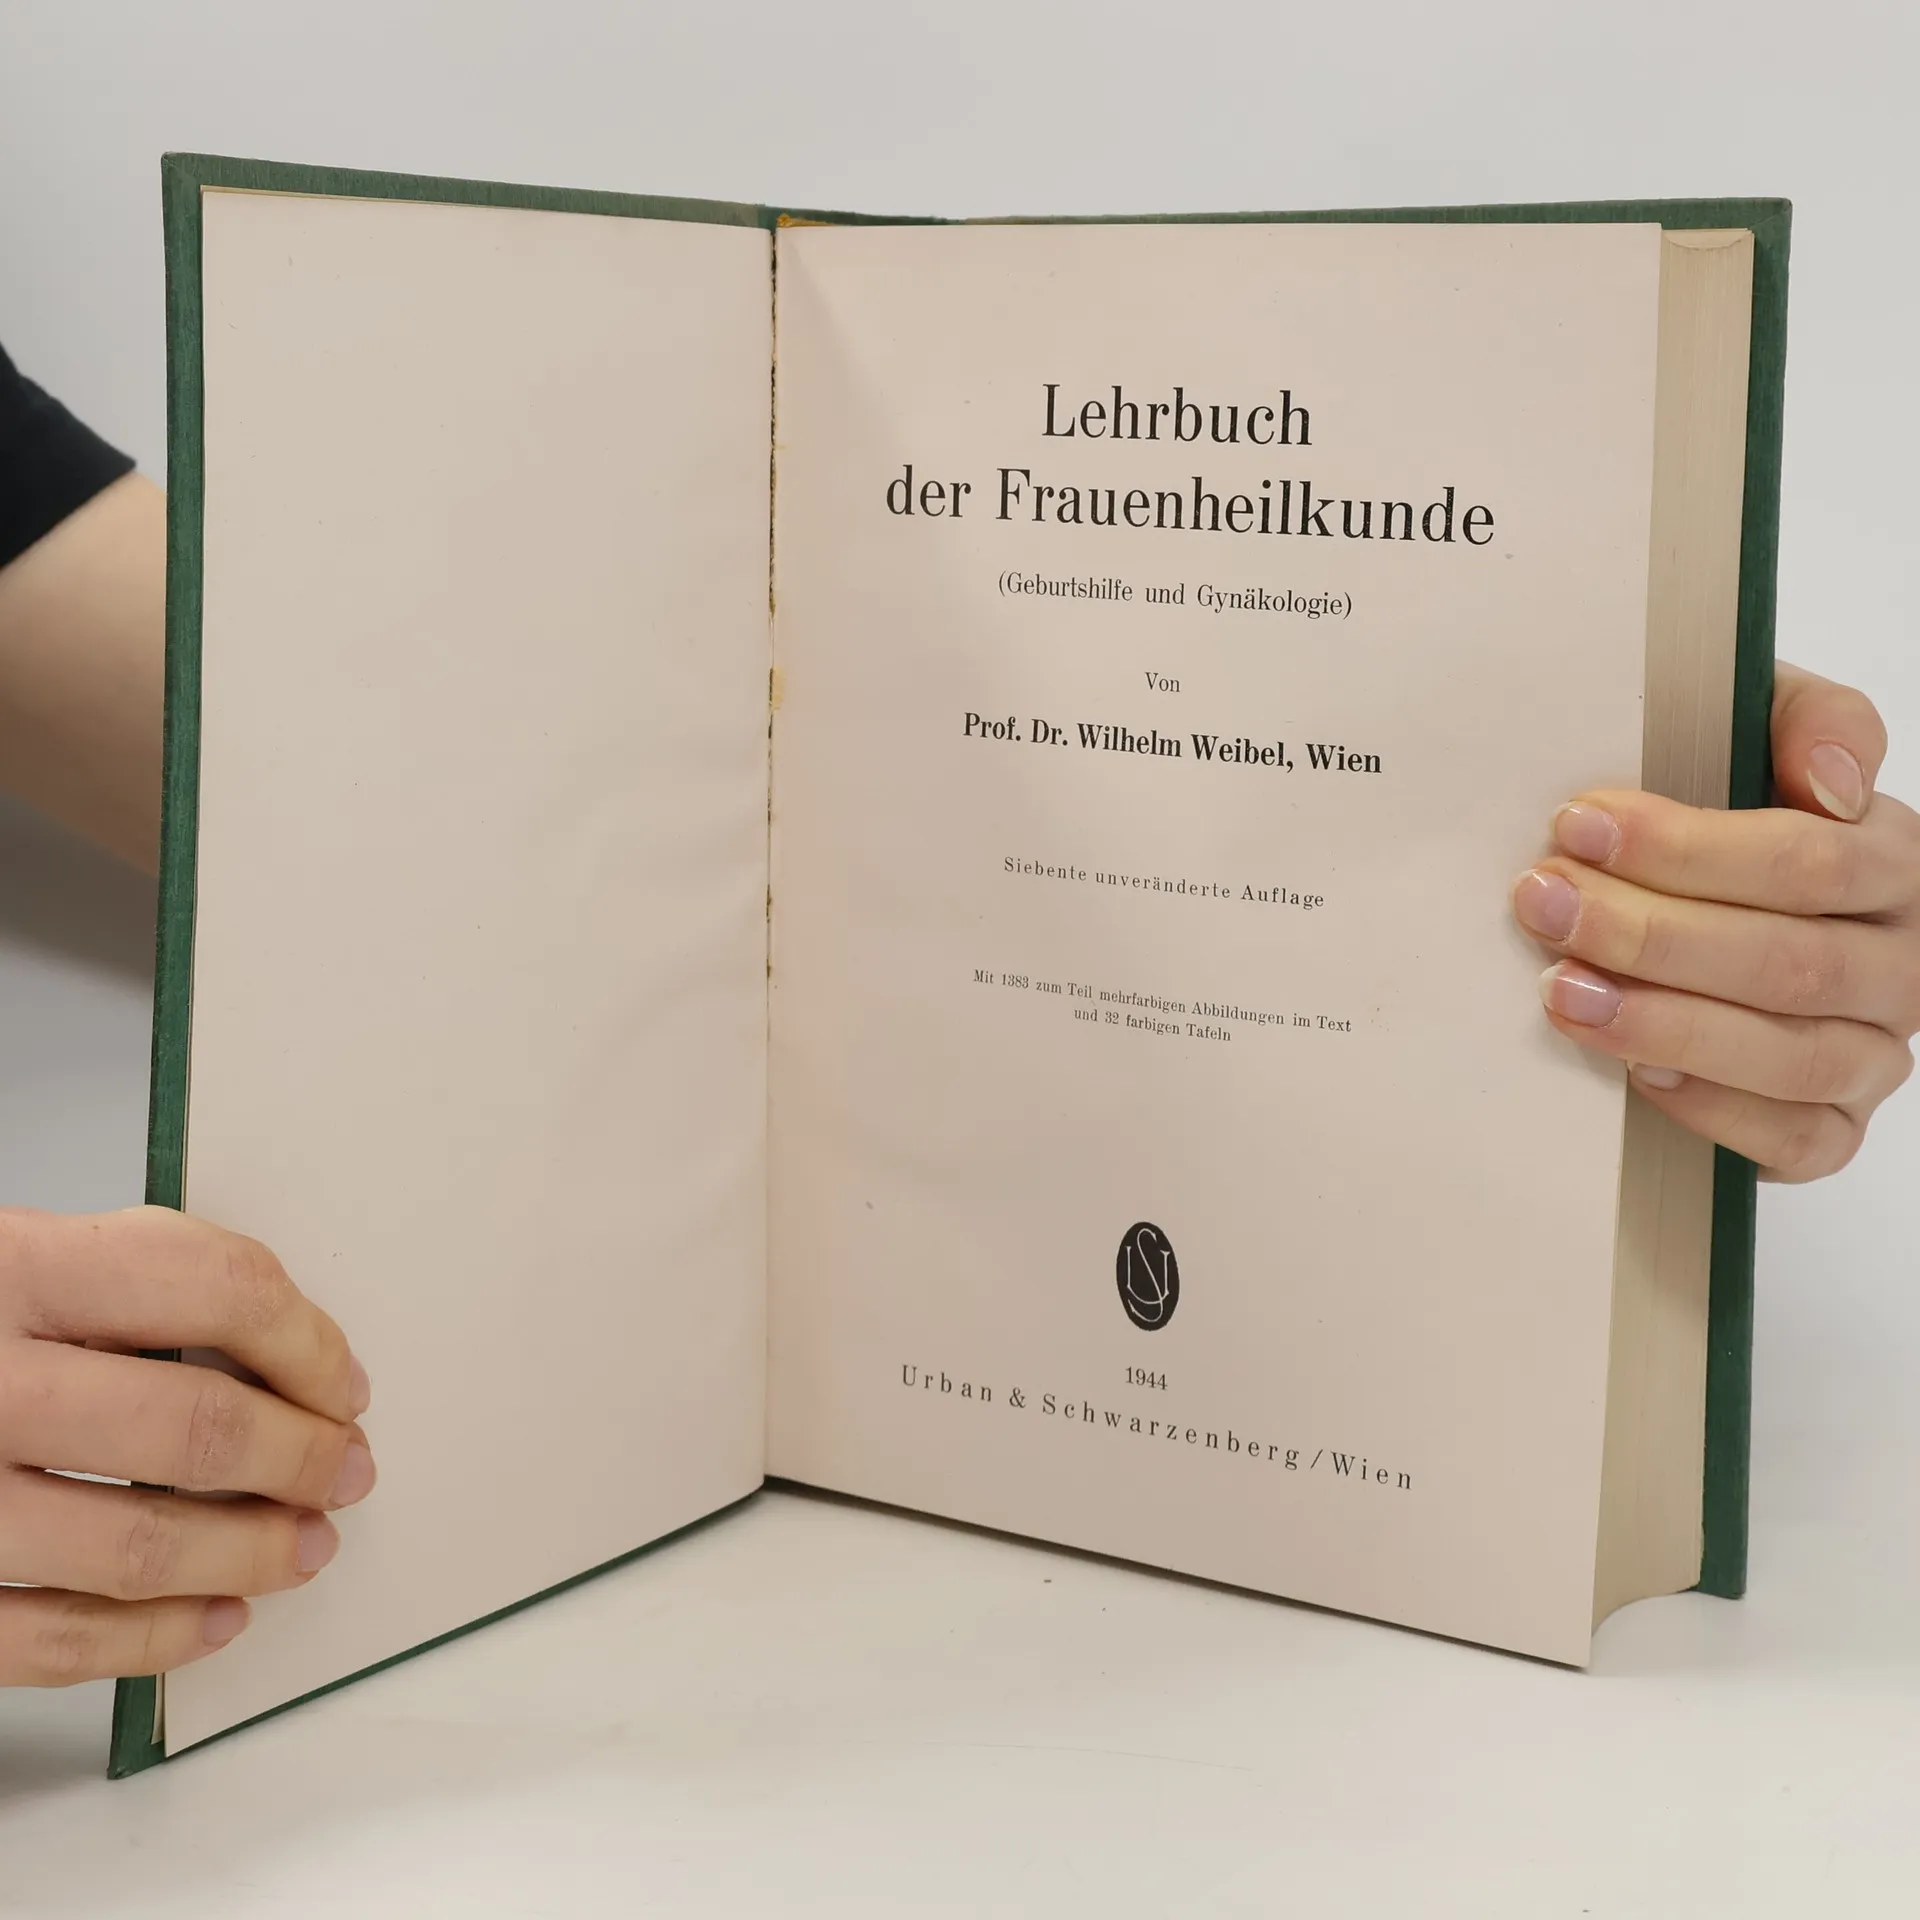 Lehrbuch
der Frauenheilkunde
(Geburtshilfe und Gynäkologie)
Von
Prof. Dr. Wilhelm Weibel, Wien
Siebente unveränderte Auflage
Mit 1383 zum Teil mehrfarbigen Abbildungen im Text
und 32 farbigen Tafeln
US
1944
Urban & Schwarzenberg / Wien